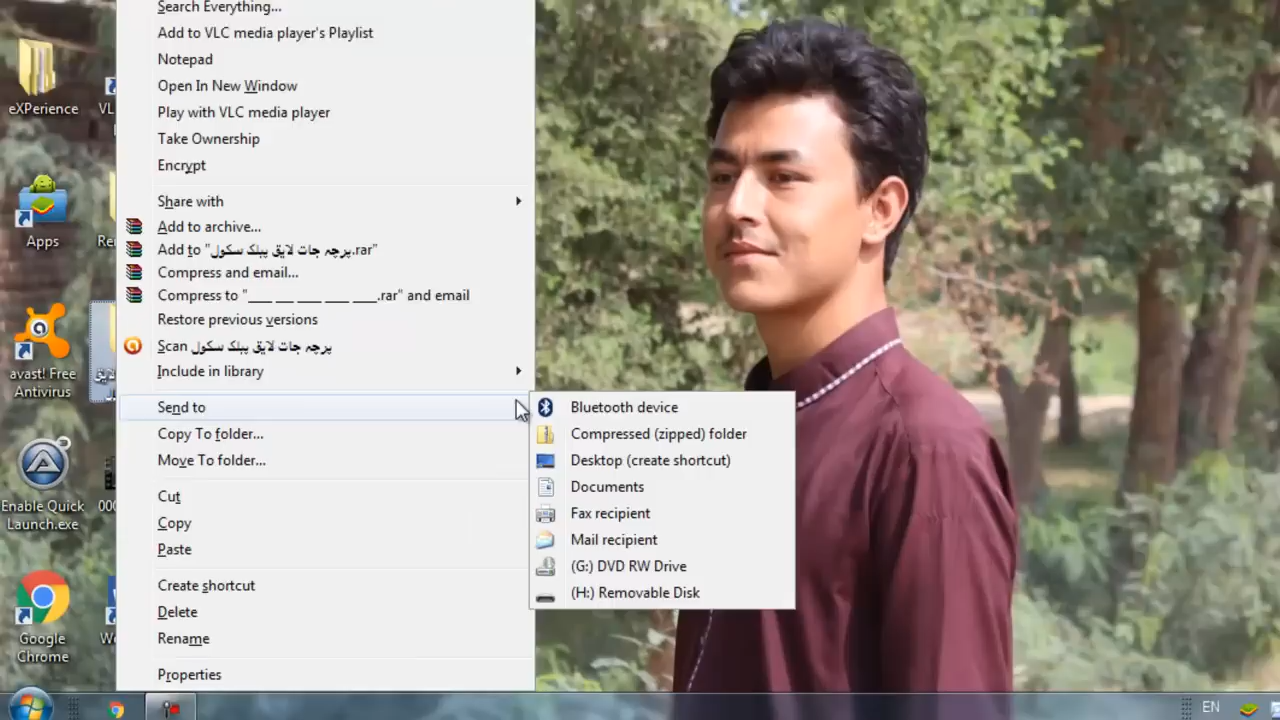 Search Everything...
Add to VLC media player's Playlist
Notepad
Open In New Window
Play with VLC media player
Take Ownership
Encrypt
Share with
Add to archive...
Add to "پرچہ جات لایق پبلک سکول.rar"
Compress and email...
Compress to "____ ___ ____ ____ ____.rar" and email
Restore previous versions
Scan پرچہ جات لایق پبلک سکول
Include in library
Send to
Copy To folder...
Move To folder...
Cut
Copy
Paste
Create shortcut
Delete
Rename
Properties
Bluetooth device
Compressed (zipped) folder
Desktop (create shortcut)
Documents
Fax recipient
Mail recipient
(G:) DVD RW Drive
(H:) Removable Disk
eXPerience
Apps
avast! Free
Antivirus
Enable Quick
Launch.exe
Google
Chrome
EN